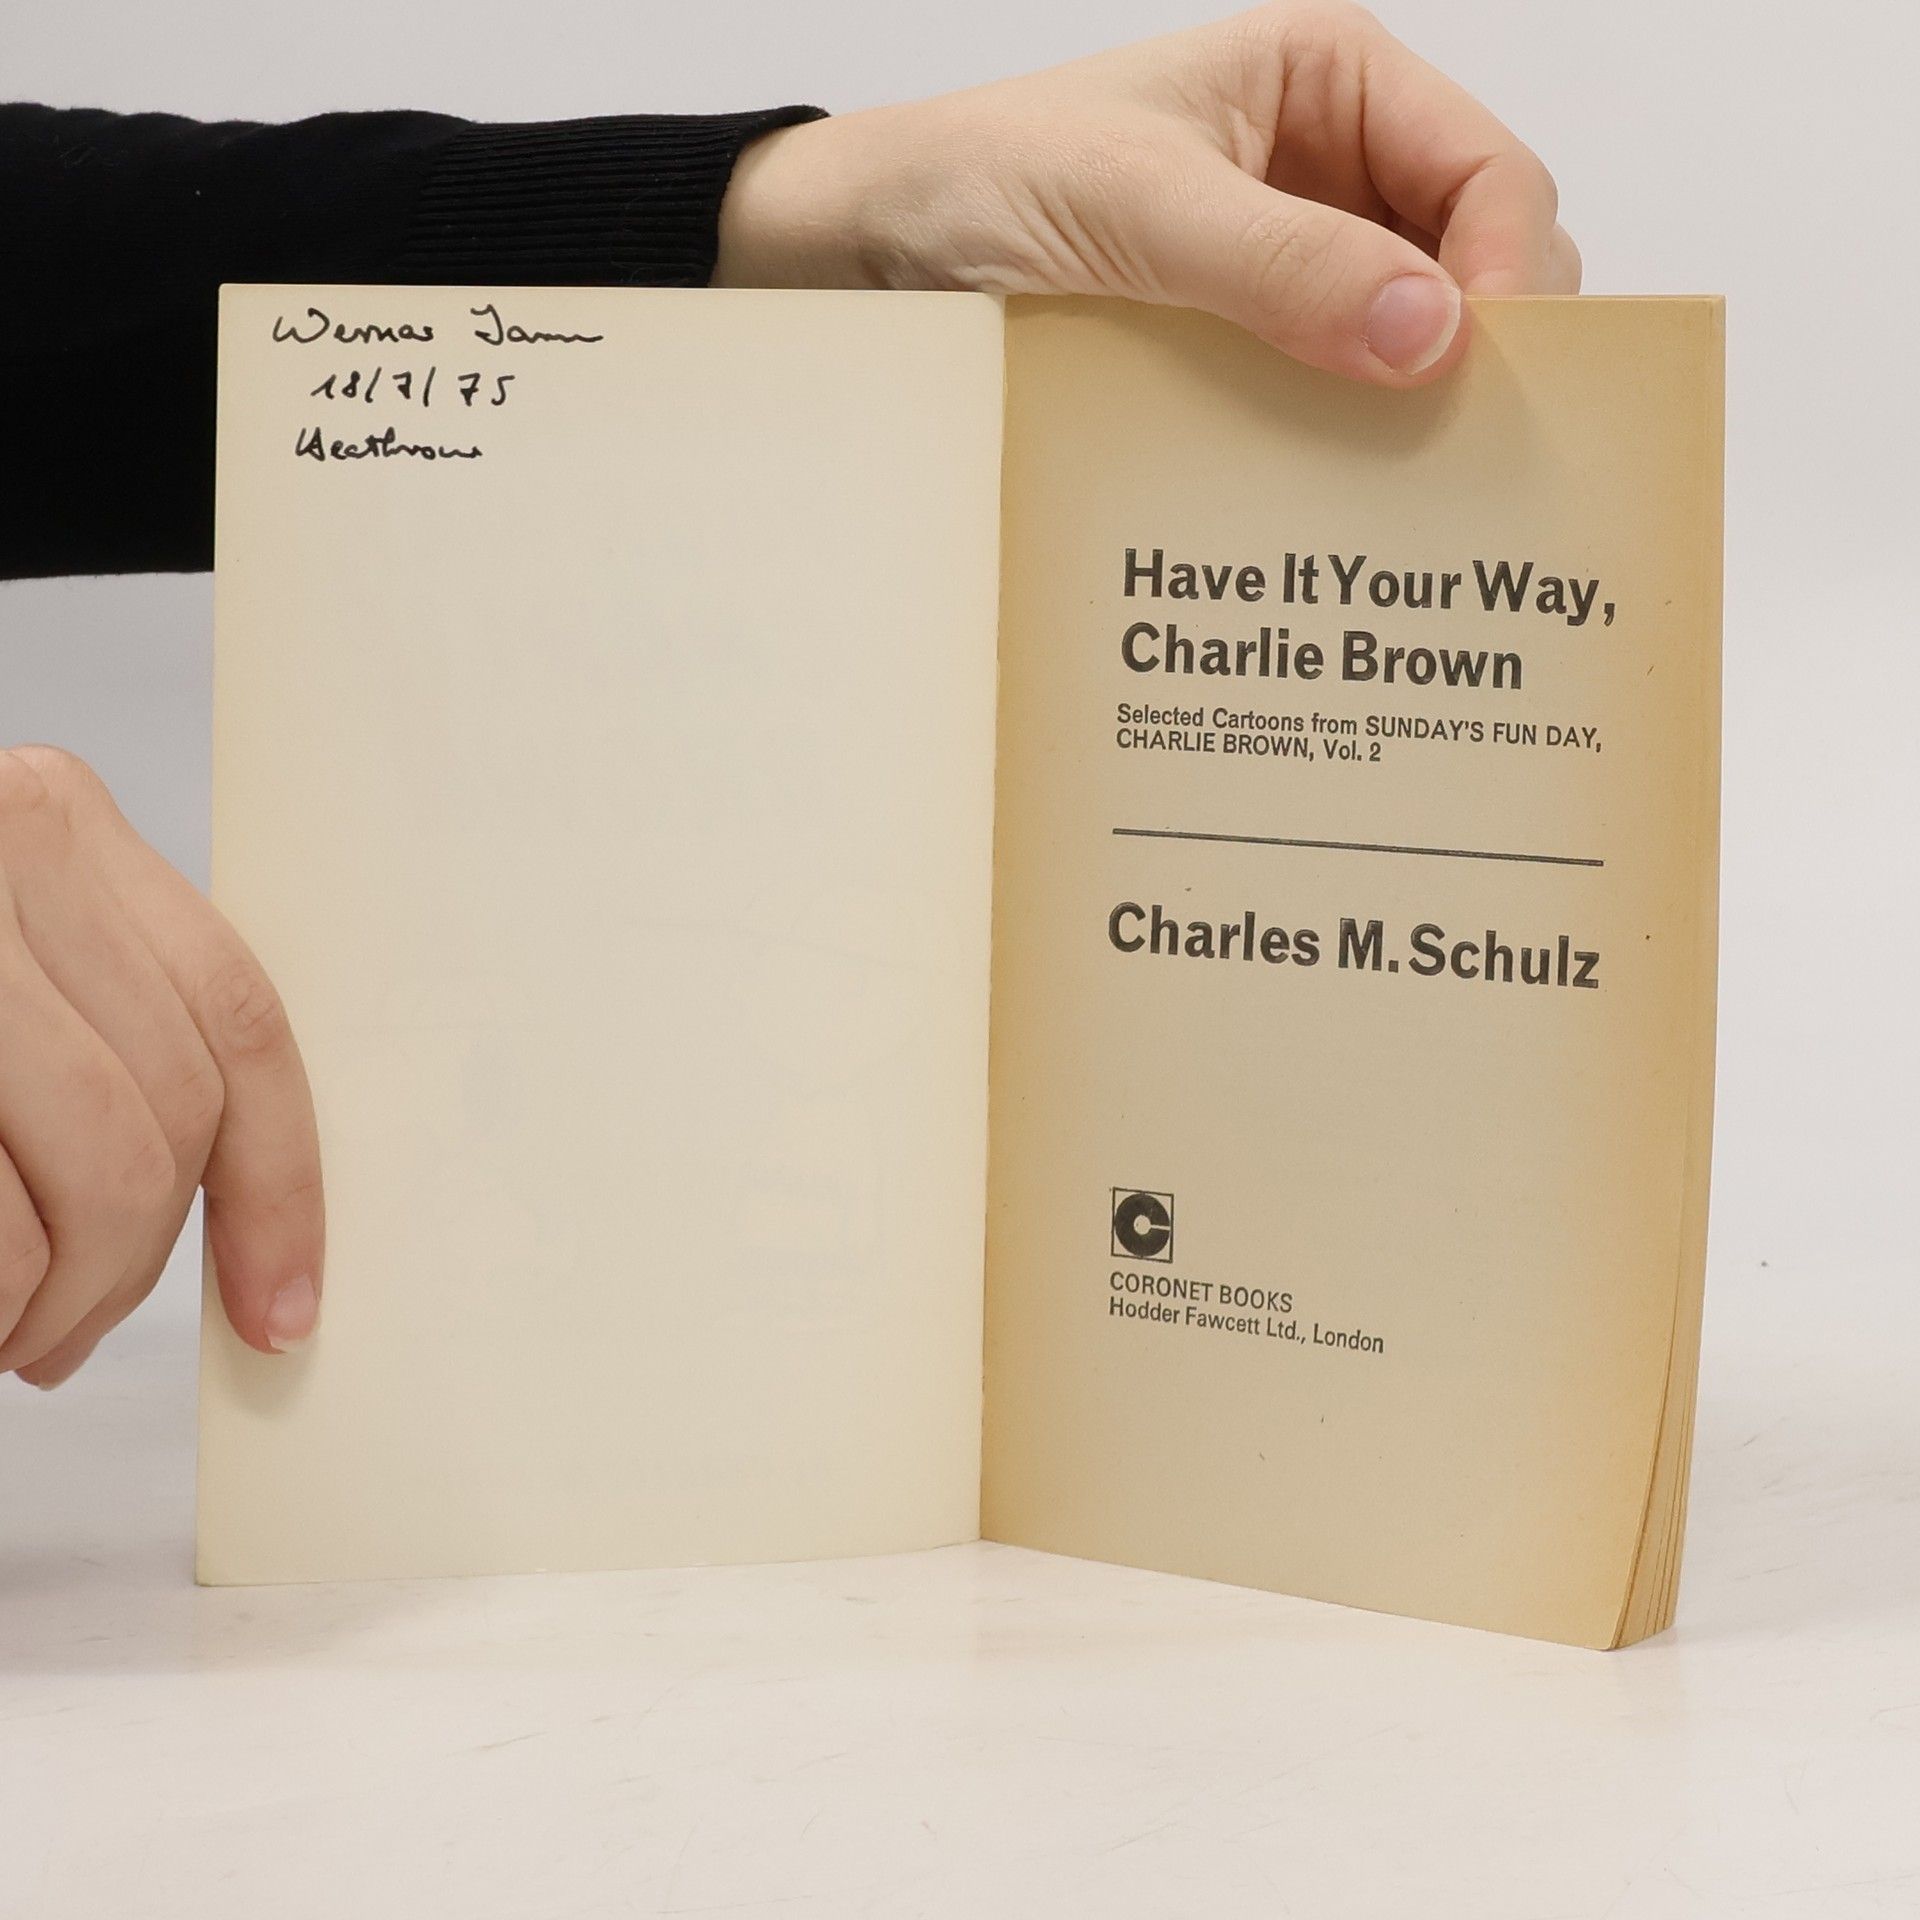 Werner Jann
18/7/75
Heathrow
Have It Your Way,
Charlie Brown
Selected Cartoons from SUNDAY'S FUN DAY,
CHARLIE BROWN, Vol. 2
Charles M. Schulz
CORONET BOOKS
Hodder Fawcett Ltd., London